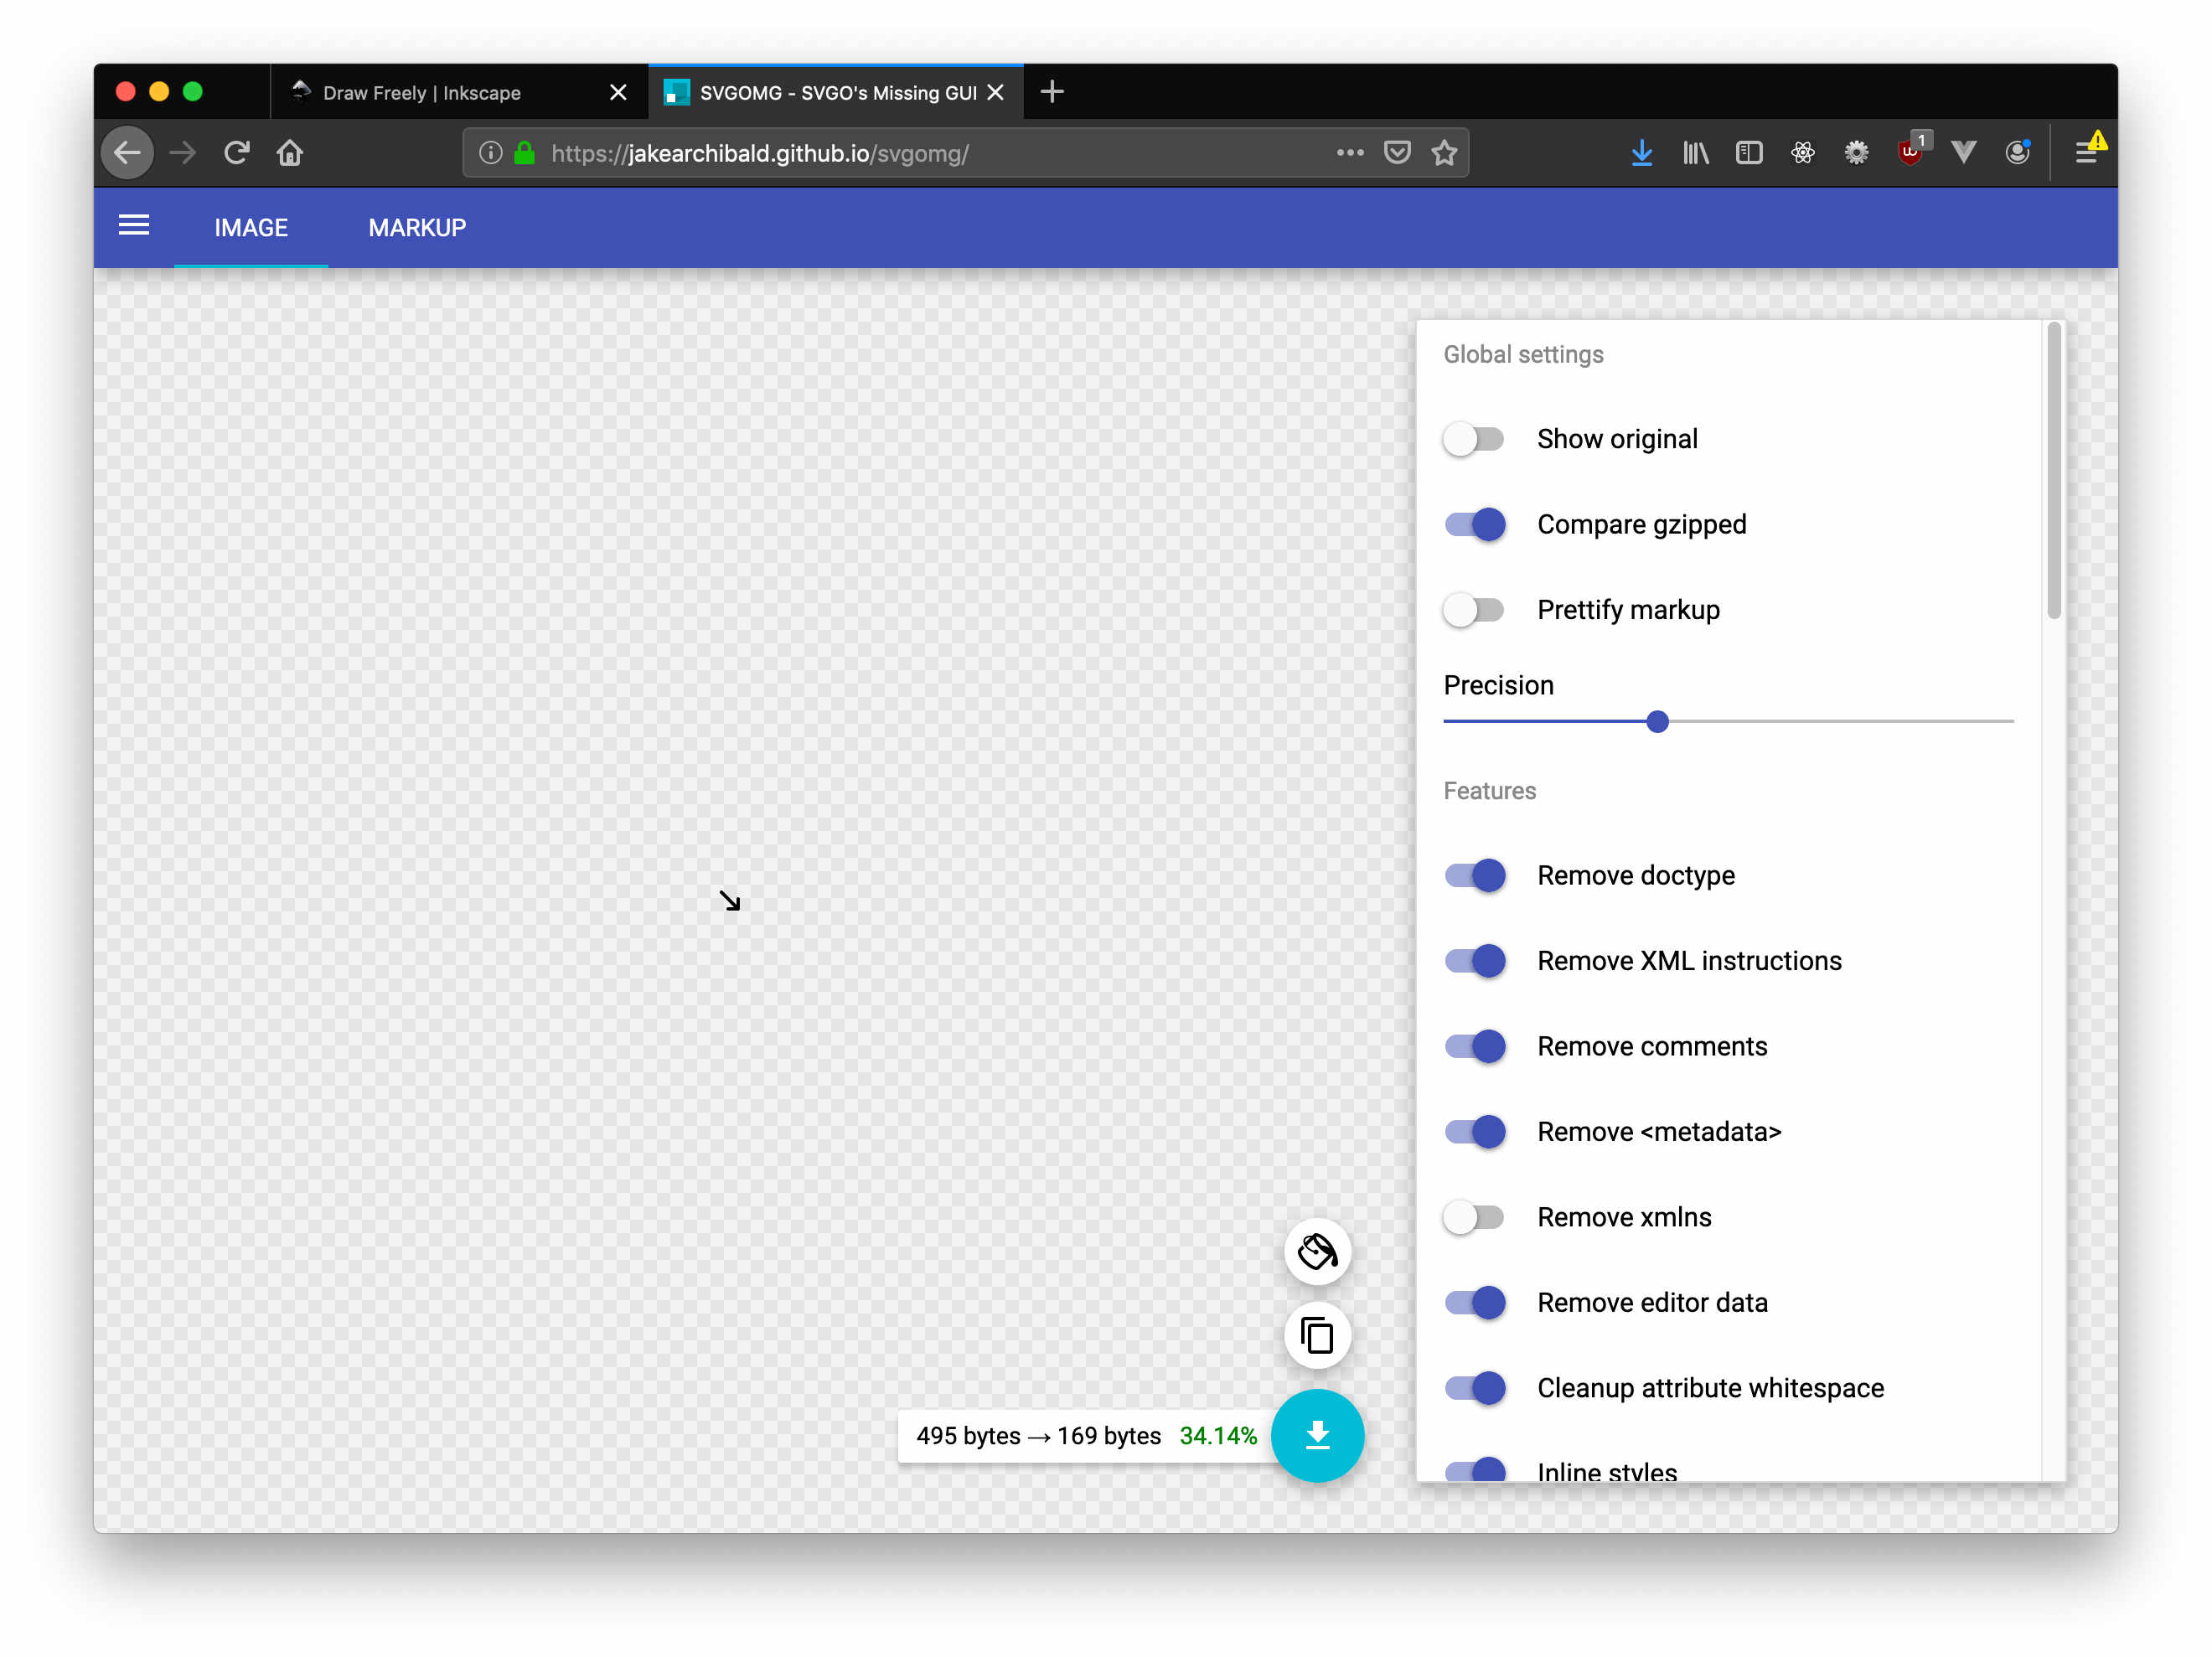 Draw Freely | Inkscape
SVGOMG - SVGO's Missing GUI
https://jakearchibald.github.io/svgomg/
1
IMAGE
MARKUP
Global settings
Show original
Compare gzipped
Prettify markup
Precision
Features
Remove doctype
Remove XML instructions
Remove comments
Remove <metadata>
Remove xmlns
Remove editor data
Cleanup attribute whitespace
Inline styles
495 bytes → 169 bytes 34.14%